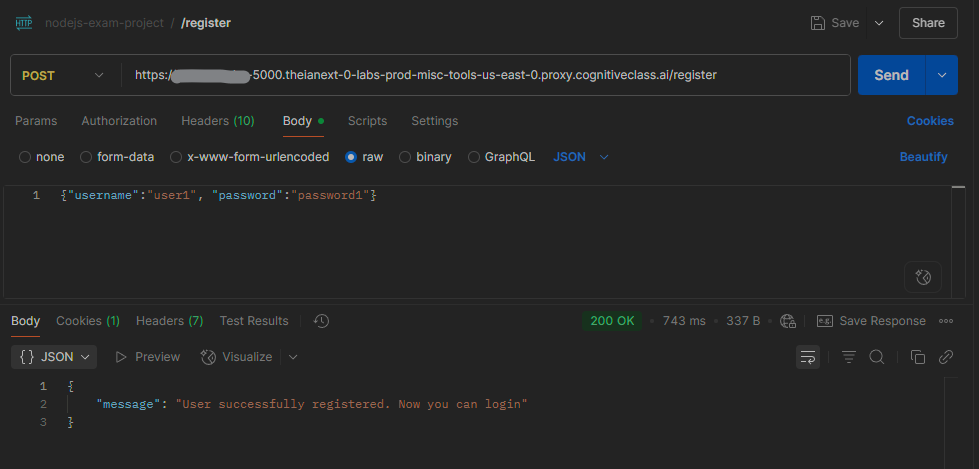 HTTP nodejs-exam-project / /register Save Share
POST https:/ -5000.theianext-0-labs-prod-misc-tools-us-east-0.proxy.cognitiveclass.ai/register Send
Params Authorization Headers (10) Body Scripts Settings Cookies
none form-data x-www-form-urlencoded raw binary GraphQL JSON Beautify
1 {"username":"user1", "password":"password1"}
Body Cookies (1) Headers (7) Test Results 200 OK 743 ms 337 B e.g. Save Response
{} JSON Preview Visualize
1 {
2 "message": "User successfully registered. Now you can login"
3 }